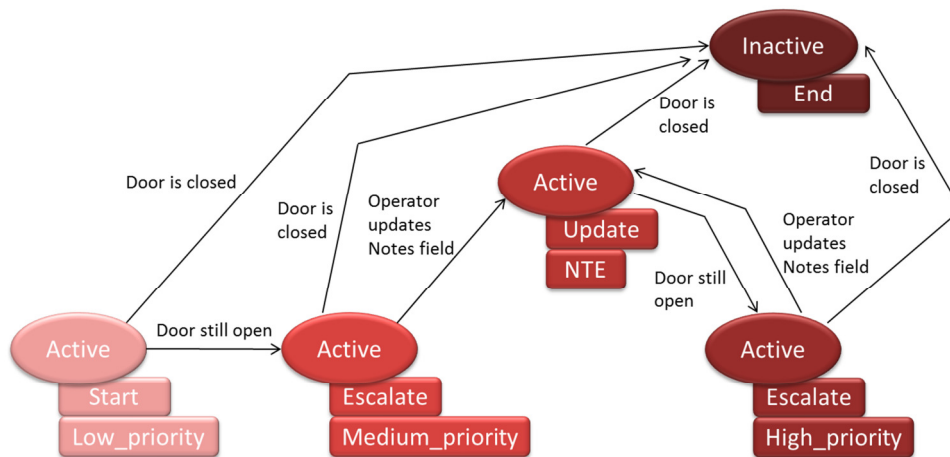 Inactive
End
Door is
closed
Door is closed
Active
Update
NTE
Operator
updates
Notes field
Door is
closed
Door is
closed
Operator
updates
Notes field
Door still
open
Door still open
Active
Start
Low_priority
Active
Escalate
Medium_priority
Active
Escalate
High_priority